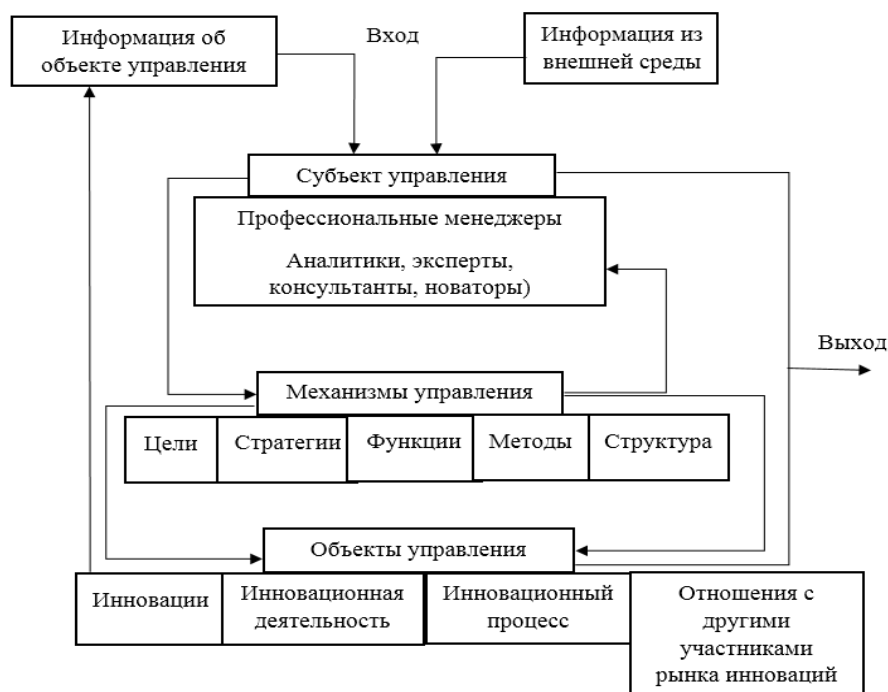 Информация об
объекте управления
Вход
Информация из
внешней среды
Субъект управления
Профессиональные менеджеры
Аналитики, эксперты,
консультанты, новаторы)
Выход
Механизмы управления
Цели
Стратегии
Функции
Методы
Структура
Объекты управления
Инновации
Инновационная
деятельность
Инновационный
процесс
Отношения с
другими
участниками
рынка инноваций